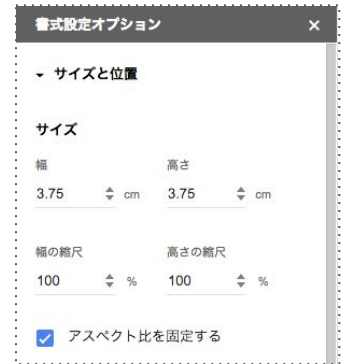 書式設定オプション ×
サイズと位置
サイズ
幅 高さ
3.75 cm 3.75 cm
幅の縮尺 高さの縮尺
100 % 100 %
アスペクト比を固定する